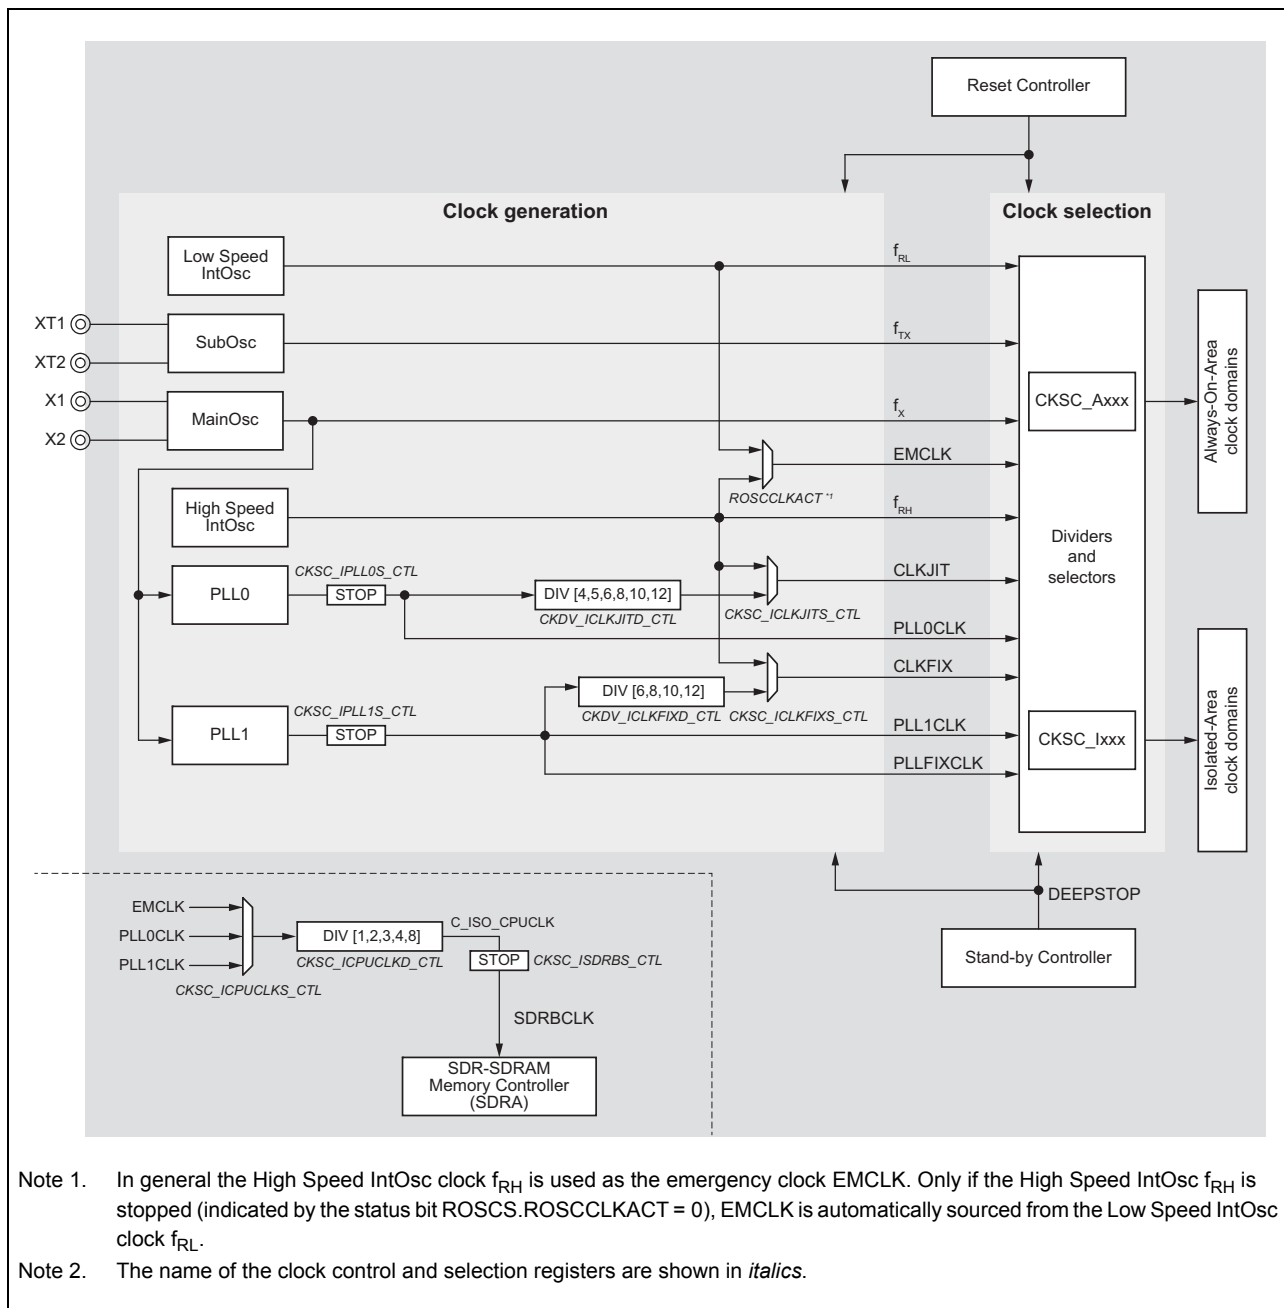 Reset Controller
Clock generation
Clock selection
Low Speed
IntOsc
f_RL
XT1
SubOsc
f_TX
XT2
X1
MainOsc
f_X
CKSC_Axxx
X2
EMCLK
ROSCCLKACT *1
High Speed
IntOsc
f_RH
Dividers
and
selectors
CKSC_IPLL0S_CTL
PLL0
STOP
DIV [4,5,6,8,10,12]
CLKJIT
CKDV_ICLKJITD_CTL
CKSC_ICLKJITS_CTL
PLL0CLK
CLKFIX
DIV [6,8,10,12]
CKSC_IPLL1S_CTL
CKDV_ICLKFIXD_CTL
CKSC_ICLKFIXS_CTL
PLL1
STOP
PLL1CLK
CKSC_Ixxx
PLLFIXCLK
Always-On-Area
clock domains
Isolated-Area
clock domains
DEEPSTOP
Stand-by Controller
EMCLK
PLL0CLK
PLL1CLK
CKSC_ICPUCLKS_CTL
DIV [1,2,3,4,8]
CKSC_ICPUCLKD_CTL
C_ISO_CPUCLK
STOP
CKSC_ISDRBS_CTL
SDRBCLK
SDR-SDRAM
Memory Controller
(SDRA)
Note 1. In general the High Speed IntOsc clock f_RH is used as the emergency clock EMCLK. Only if the High Speed IntOsc f_RH is
stopped (indicated by the status bit ROSCS.ROSCCLKACT = 0), EMCLK is automatically sourced from the Low Speed IntOsc
clock f_RL.
Note 2. The name of the clock control and selection registers are shown in italics.